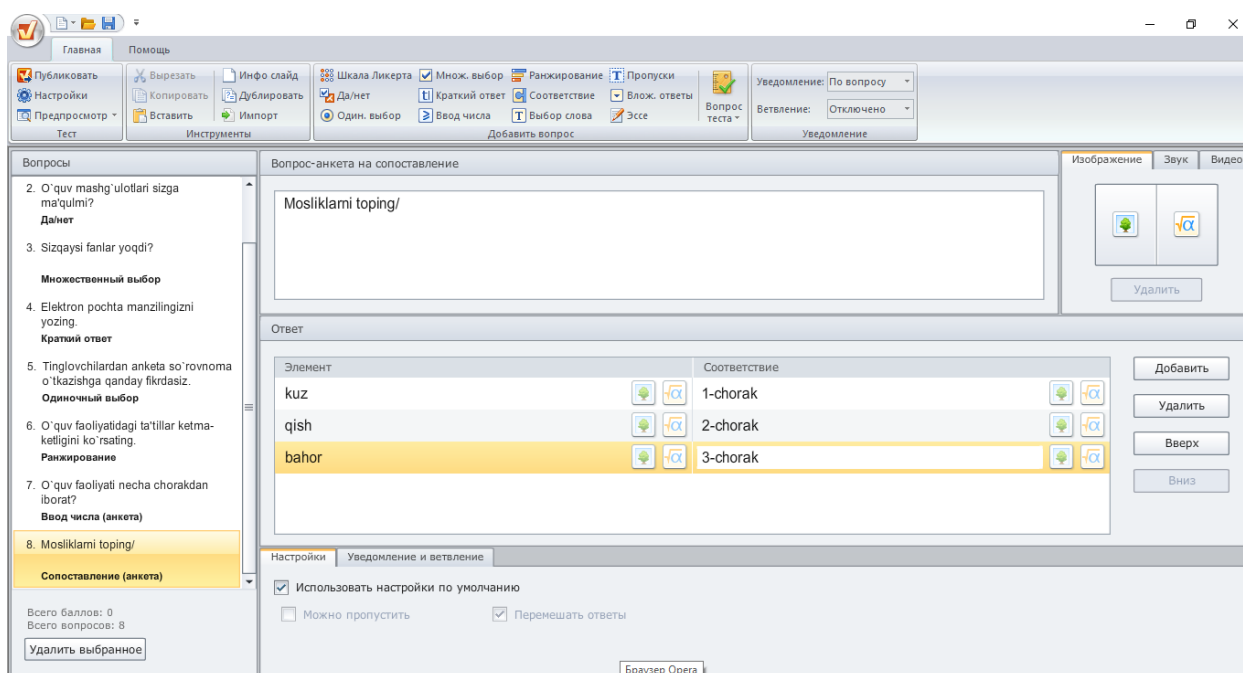 Главная Помощь
Публиковать Вырезать Инфо слайд Шкала Ликерта Множ. выбор Ранжирование Пропуски Уведомление: По вопросу
Настройки Копировать Дублировать Да/нет Краткий ответ Соответствие Влож. ответы Вопрос теста Ветвление: Отключено
Предпросмотр Вставить Импорт Один. выбор Ввод числа Выбор слова Эссе
Тест Инструменты Добавить вопрос Уведомление
Вопросы
2. O`quv mashg`ulotlari sizga
ma'qulmi?
Да/нет
3. Sizqaysi fanlar yoqdi?
Множественный выбор
4. Elektron pochta manzilingizni
yozing.
Краткий ответ
5. Tinglovchilardan anketa so`rovnoma
o`tkazishga qanday fikrdasiz.
Одиночный выбор
6. O`quv faoliyatidagi ta'tillar ketma-
ketligini ko`rsating.
Ранжирование
7. O`quv faoliyati necha chorakdan
iborat?
Ввод числа (анкета)
8. Mosliklarni toping/
Сопоставление (анкета)
Всего баллов: 0
Всего вопросов: 8
Удалить выбранное
Вопрос-анкета на сопоставление
Mosliklarni toping/
Изображение Звук Видео
Удалить
Ответ
Элемент Соответствие
kuz 1-chorak
qish 2-chorak
bahor 3-chorak
Добавить
Удалить
Вверх
Вниз
Настройки Уведомление и ветвление
Использовать настройки по умолчанию
Можно пропустить Перемешать ответы
Браузер Opera